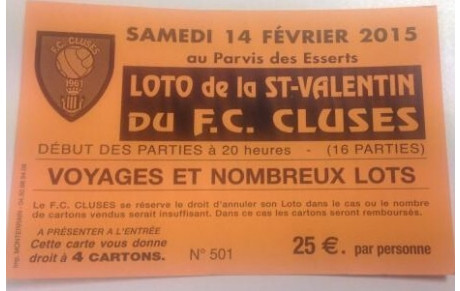 SAMEDI 14 FÉVRIER 2015
au Parvis des Esserts
F.C. CLUSES
1961
LOTO de la ST-VALENTIN
DU F.C. CLUSES
DÉBUT DES PARTIES à 20 heures - (16 PARTIES)
VOYAGES ET NOMBREUX LOTS
Le F.C. CLUSES se réserve le droit d'annuler son Loto dans le cas ou le nombre
de cartons vendus serait insuffisant. Dans ce cas les cartons seront remboursés.
A PRÉSENTER A L'ENTRÉE
Cette carte vous donne
droit à 4 CARTONS.
N° 501
25 €. par personne